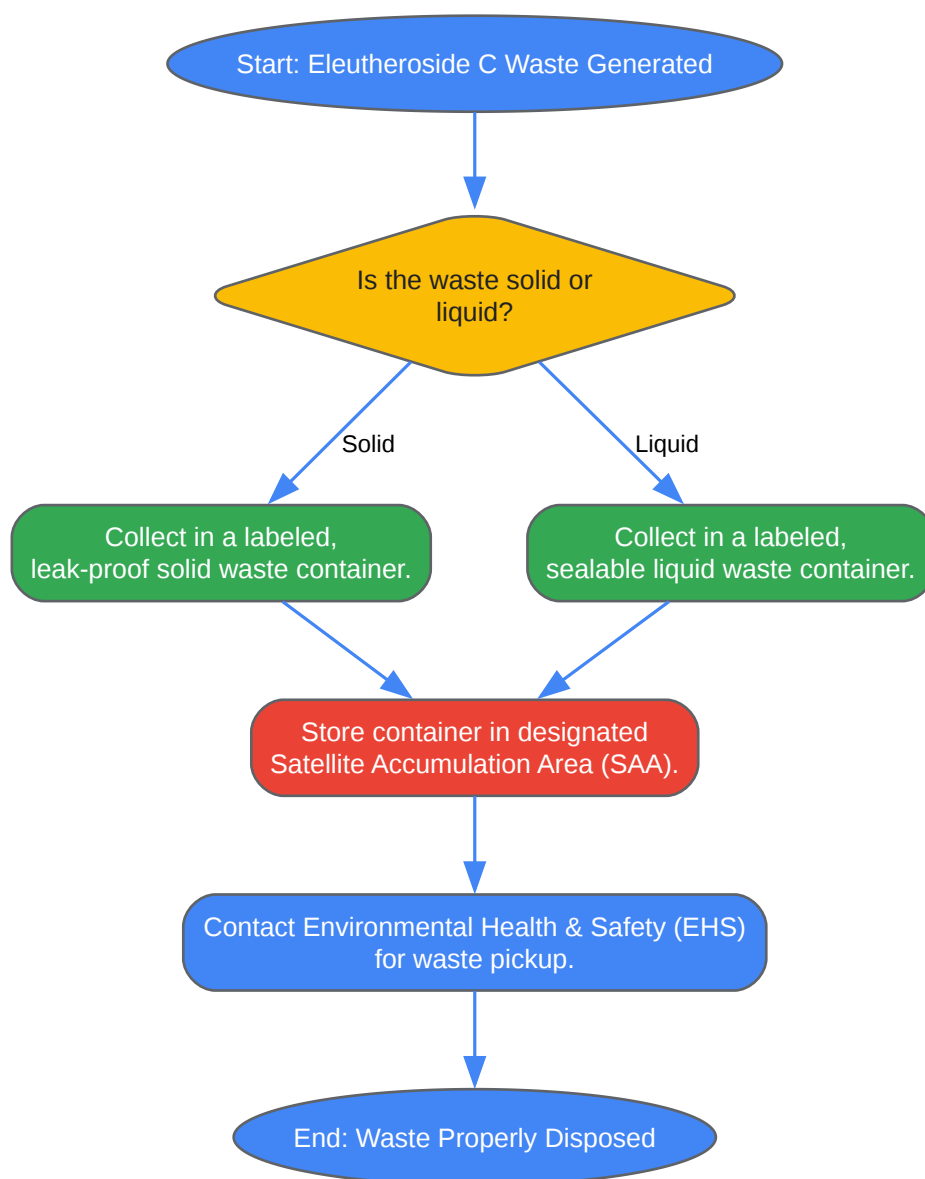 Start: Eleutheroside C Waste Generated
Is the waste solid or
liquid?
Solid
Liquid
Collect in a labeled,
leak-proof solid waste container.
Collect in a labeled,
sealable liquid waste container.
Store container in designated
Satellite Accumulation Area (SAA).
Contact Environmental Health & Safety (EHS)
for waste pickup.
End: Waste Properly Disposed